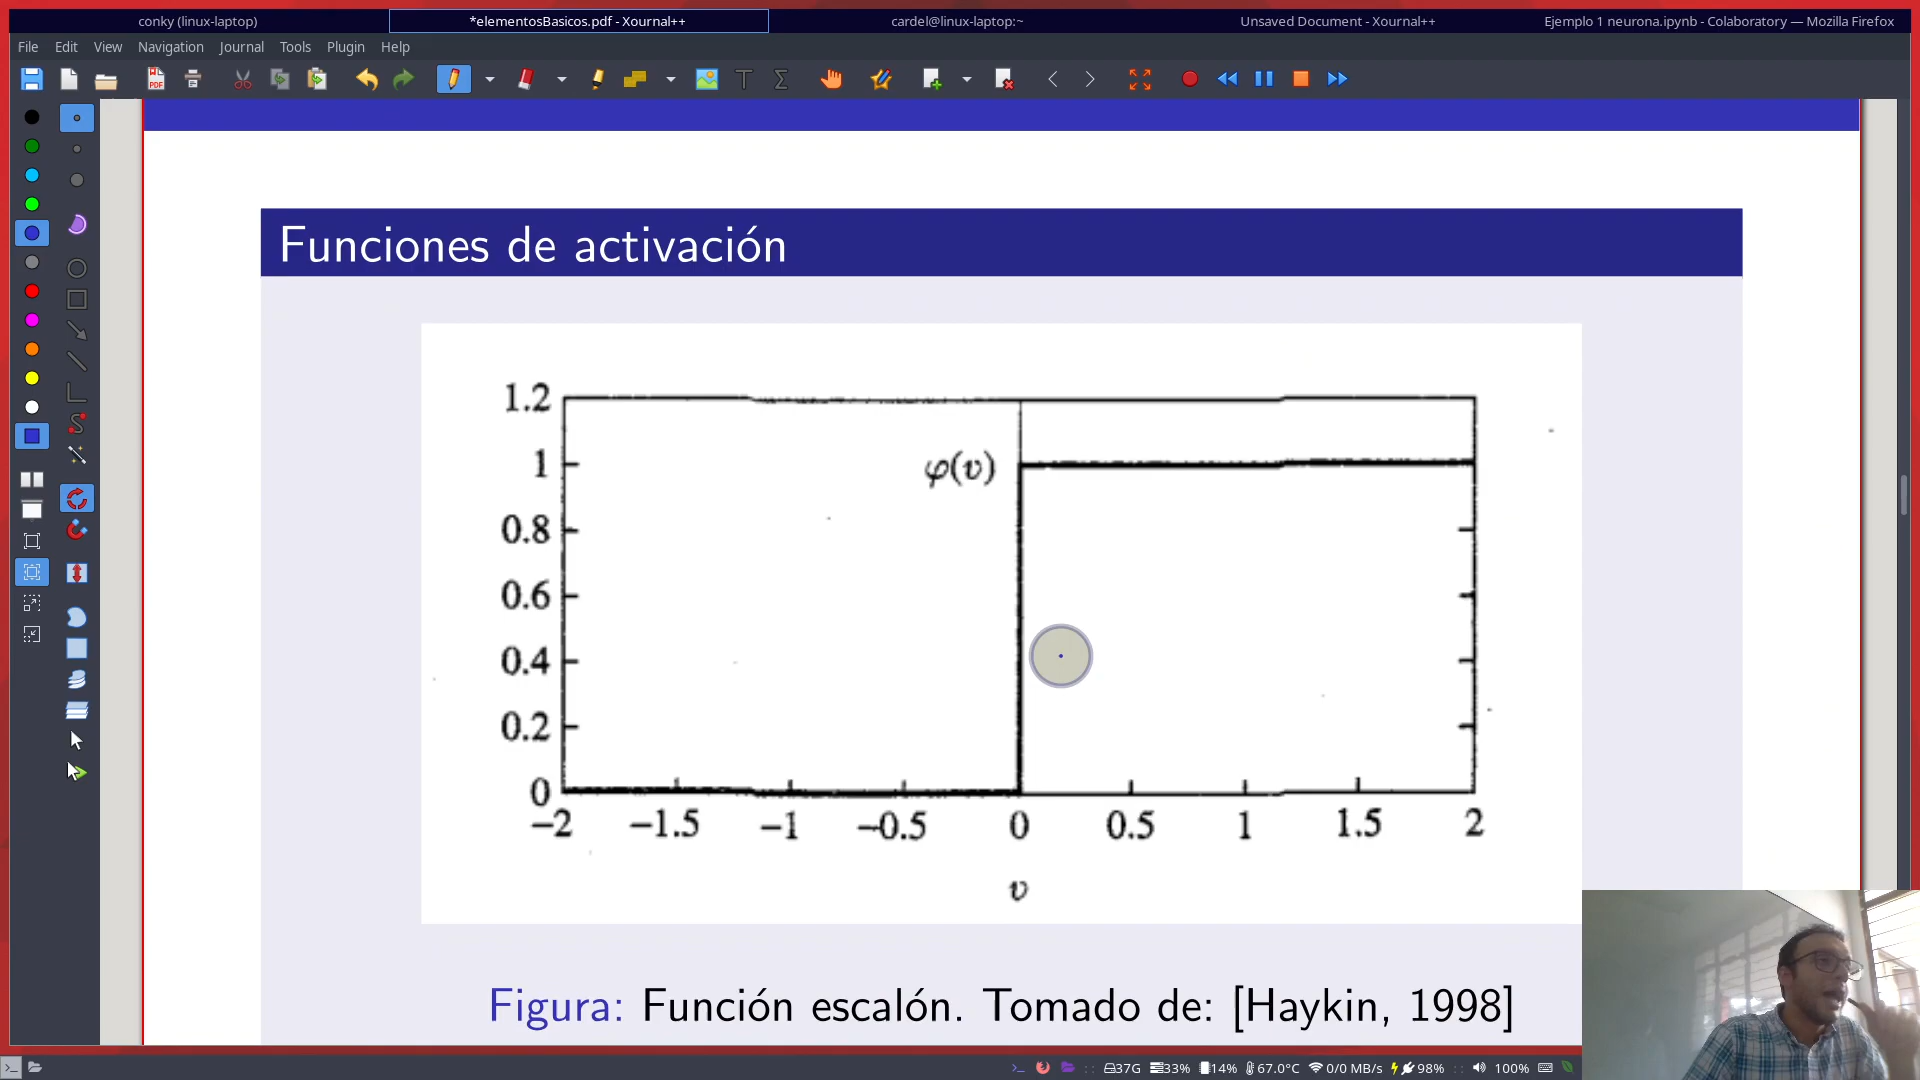 conky (linux-laptop)
*elementosBasicos.pdf - Xournal++
cardel@linux-laptop:~
Unsaved Document - Xournal++
Ejemplo 1 neurona.ipynb - Colaboratory — Mozilla Firefox
File Edit View Navigation Journal Tools Plugin Help
PDF
T Σ
Funciones de activación
1.2
φ(v)
1
0.8
0.6
0.4
0.2
0
−2 −1.5 −1 −0.5 0 0.5 1 1.5 2
v
Figura: Función escalón. Tomado de: [Haykin, 1998]
37G 33% 14% 67.0°C 0/0 MB/s 98% 100%